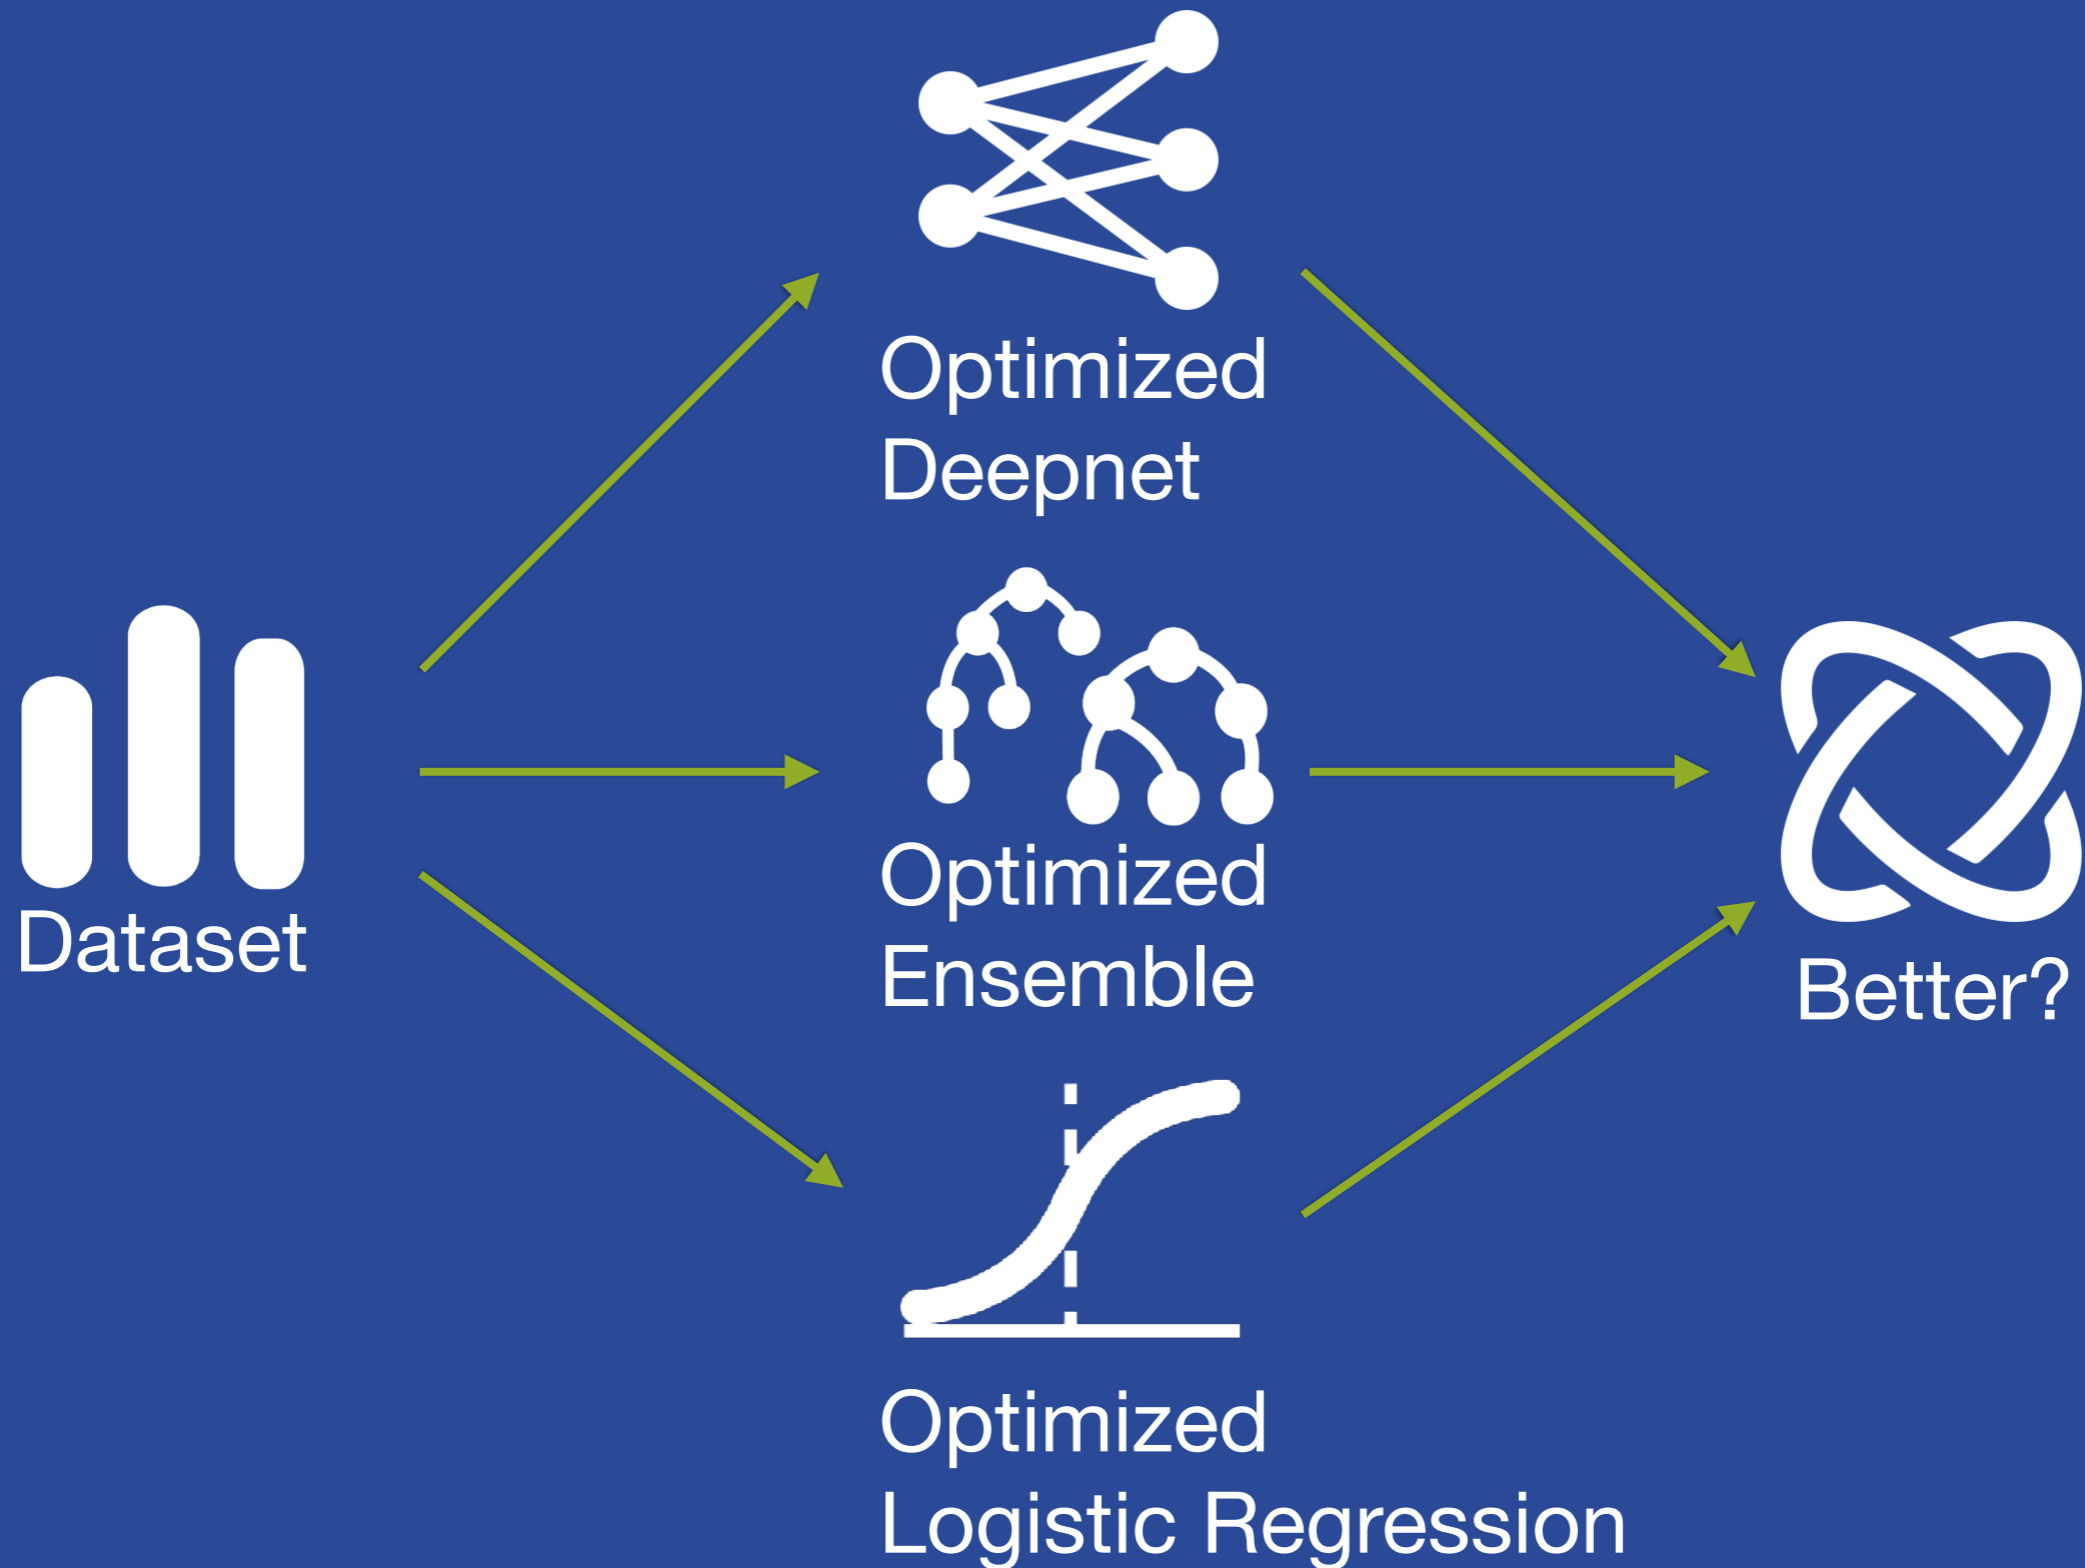 Optimized
Deepnet
Dataset
Optimized
Ensemble
Better?
Optimized
Logistic Regression